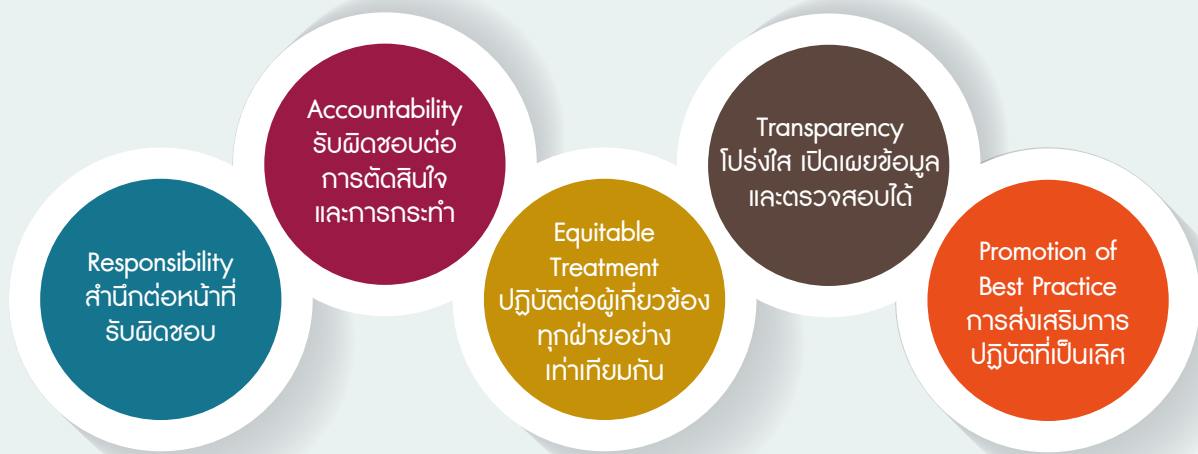 Responsibility
สำนึกต่อหน้าที่
รับผิดชอบ
Accountability
รับผิดชอบต่อ
การตัดสินใจ
และการกระทำ
Equitable
Treatment
ปฏิบัติต่อผู้เกี่ยวข้อง
ทุกฝ่ายอย่าง
เท่าเทียมกัน
Transparency
โปร่งใส เปิดเผยข้อมูล
และตรวจสอบได้
Promotion of
Best Practice
การส่งเสริมการ
ปฏิบัติที่เป็นเลิศ